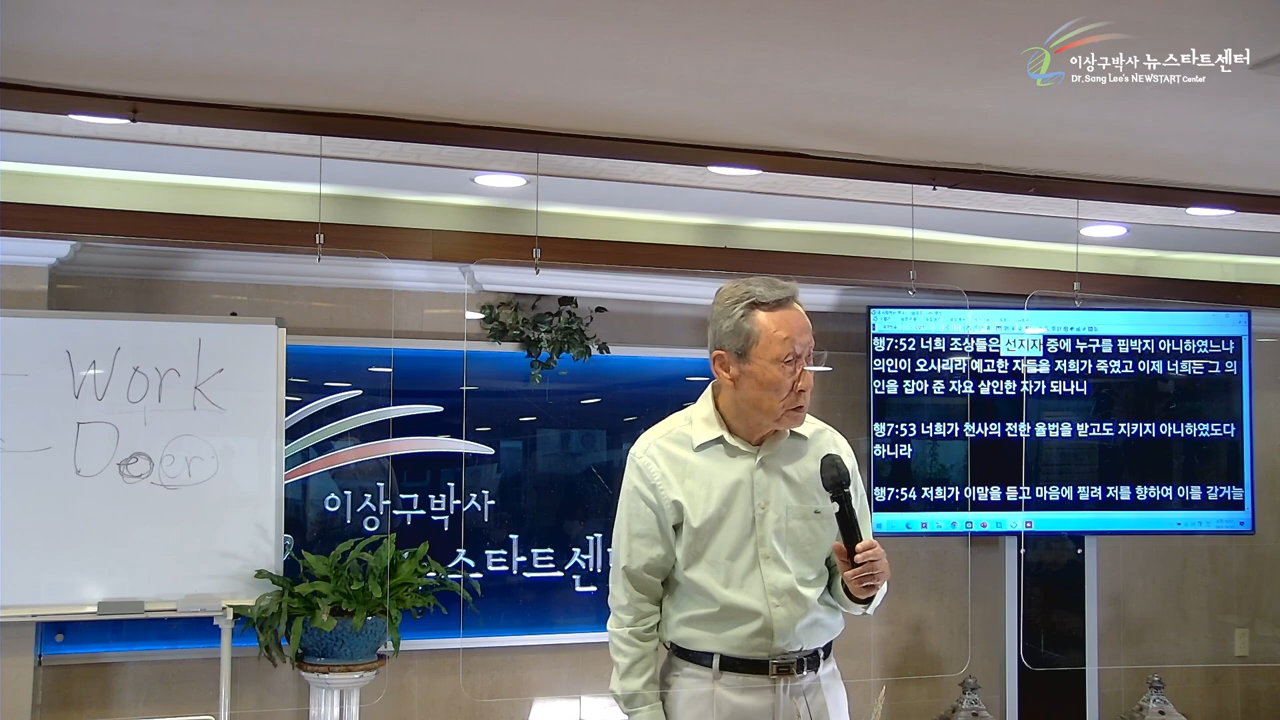 이상구박사 뉴스타트센터
Dr. Sang Lee's NEWSTART Center
Work
Doer
이상구박사
스타트센
행7:52 너희 조상들은 선지자 중에 누구를 핍박지 아니하였느냐
의인이 오시리라 예고한 자들을 저희가 죽였고 이제 너희는 그 의
인을 잡아 준 자요 살인한 자가 되나니
행7:53 너희가 천사의 전한 율법을 받고도 지키지 아니하였도다
하니라
행7:54 저희가 이말을 듣고 마음에 찔려 저를 향하여 이를 갈거늘